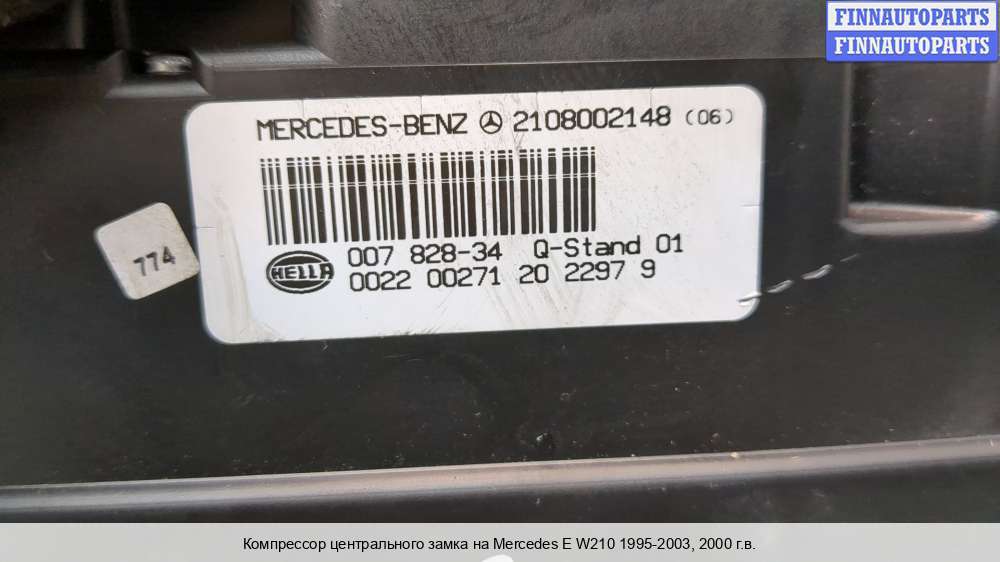 FINNAUTOPARTS
FINNAUTOPARTS
MERCEDES-BENZ 2108002148 (06)
007 828-34 Q-Stand 01
HELLA
0022 00271 20 2297 9
774
Компрессор центрального замка на Mercedes E W210 1995-2003, 2000 г.в.